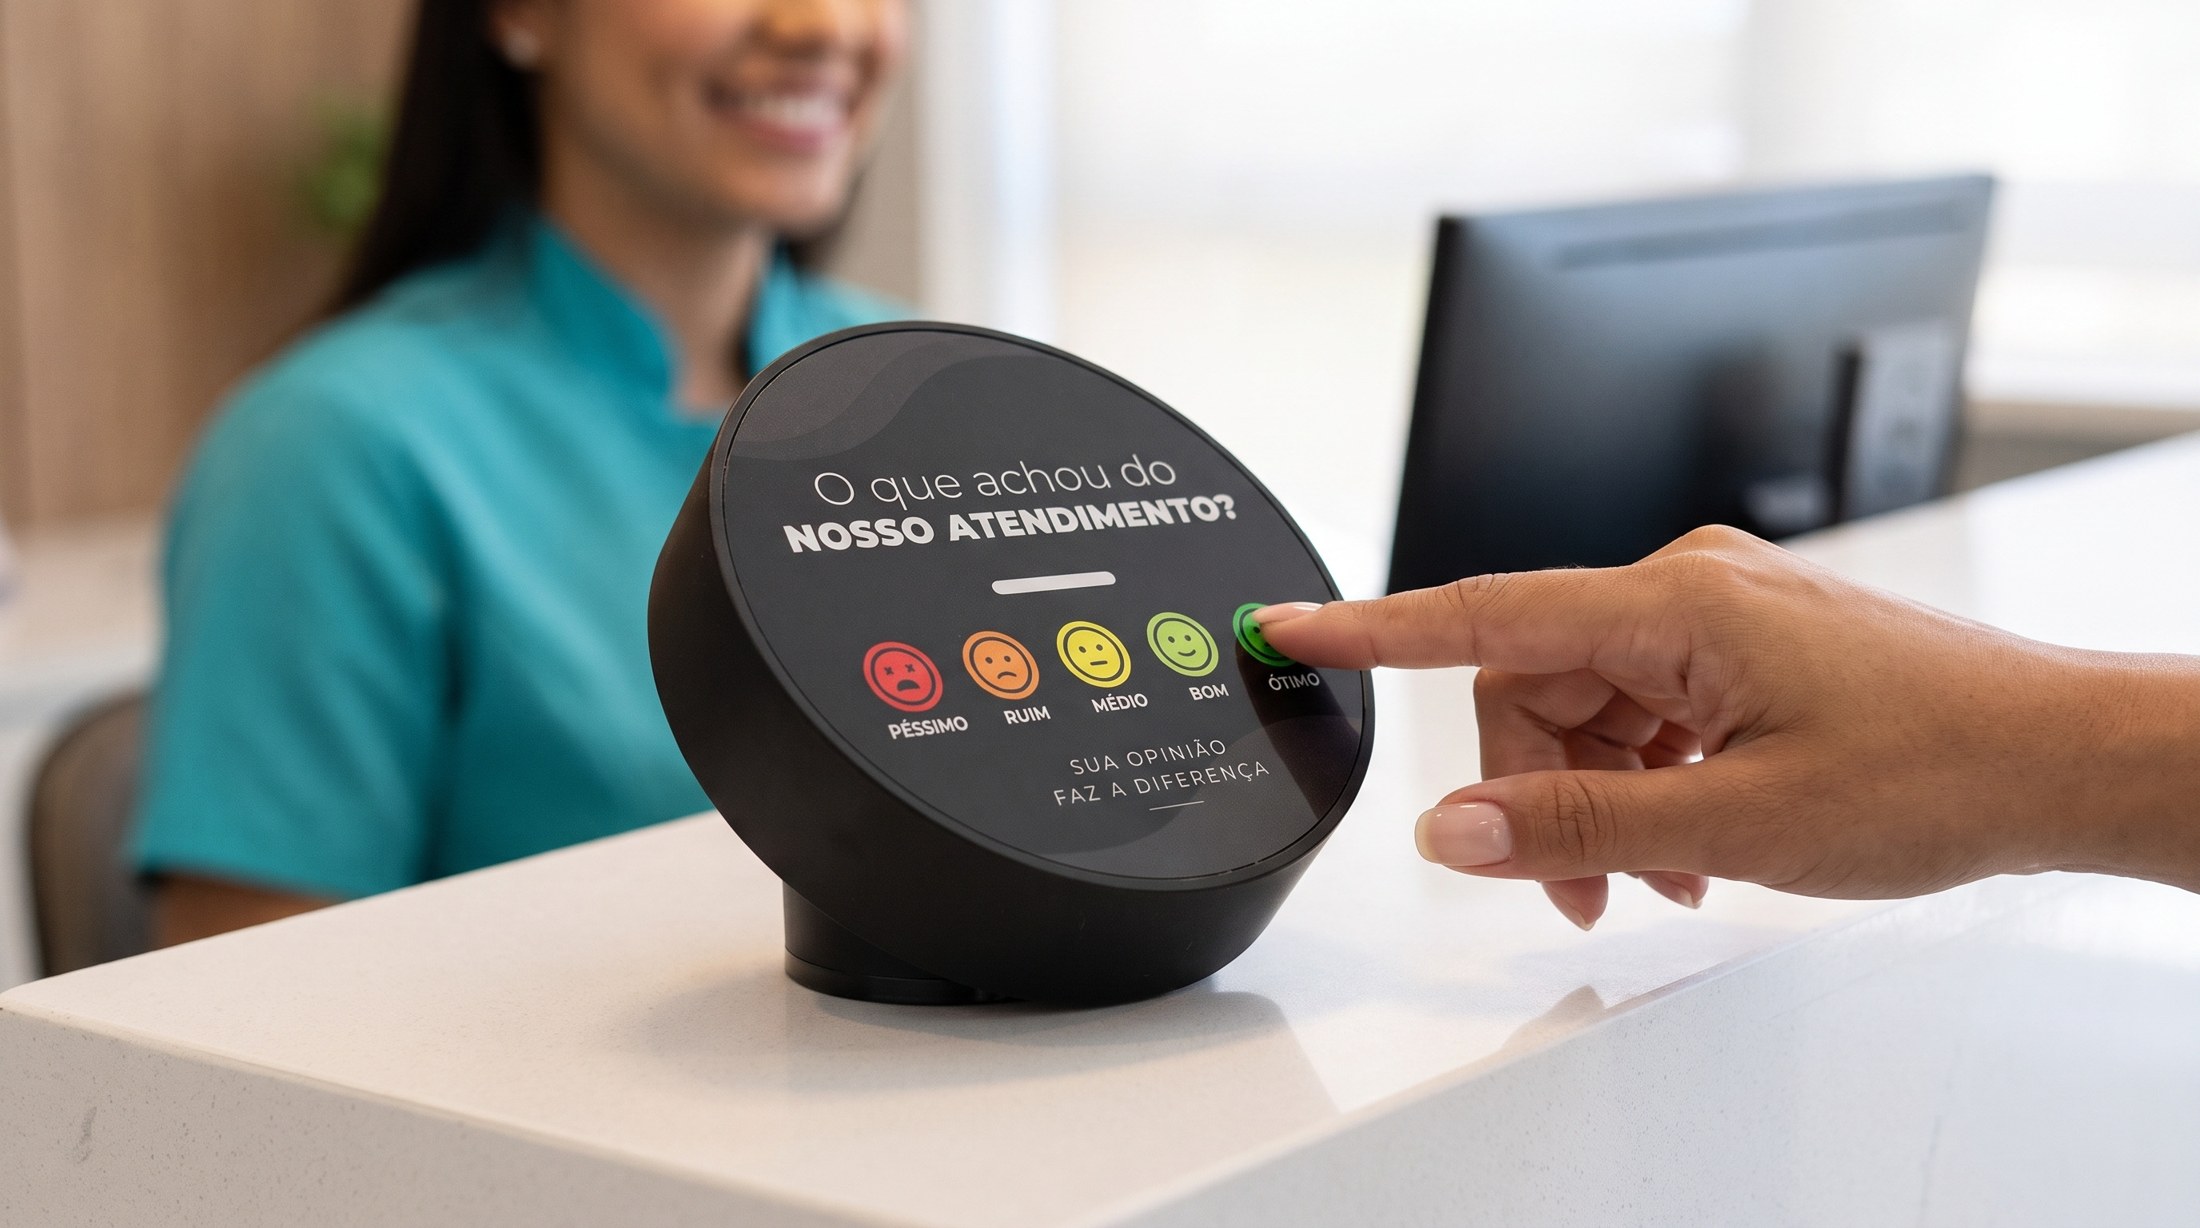 O que achou do
NOSSO ATENDIMENTO?
PÉSSIMO
RUIM
MÉDIO
BOM
ÓTIMO
SUA OPINIÃO
FAZ A DIFERENÇA